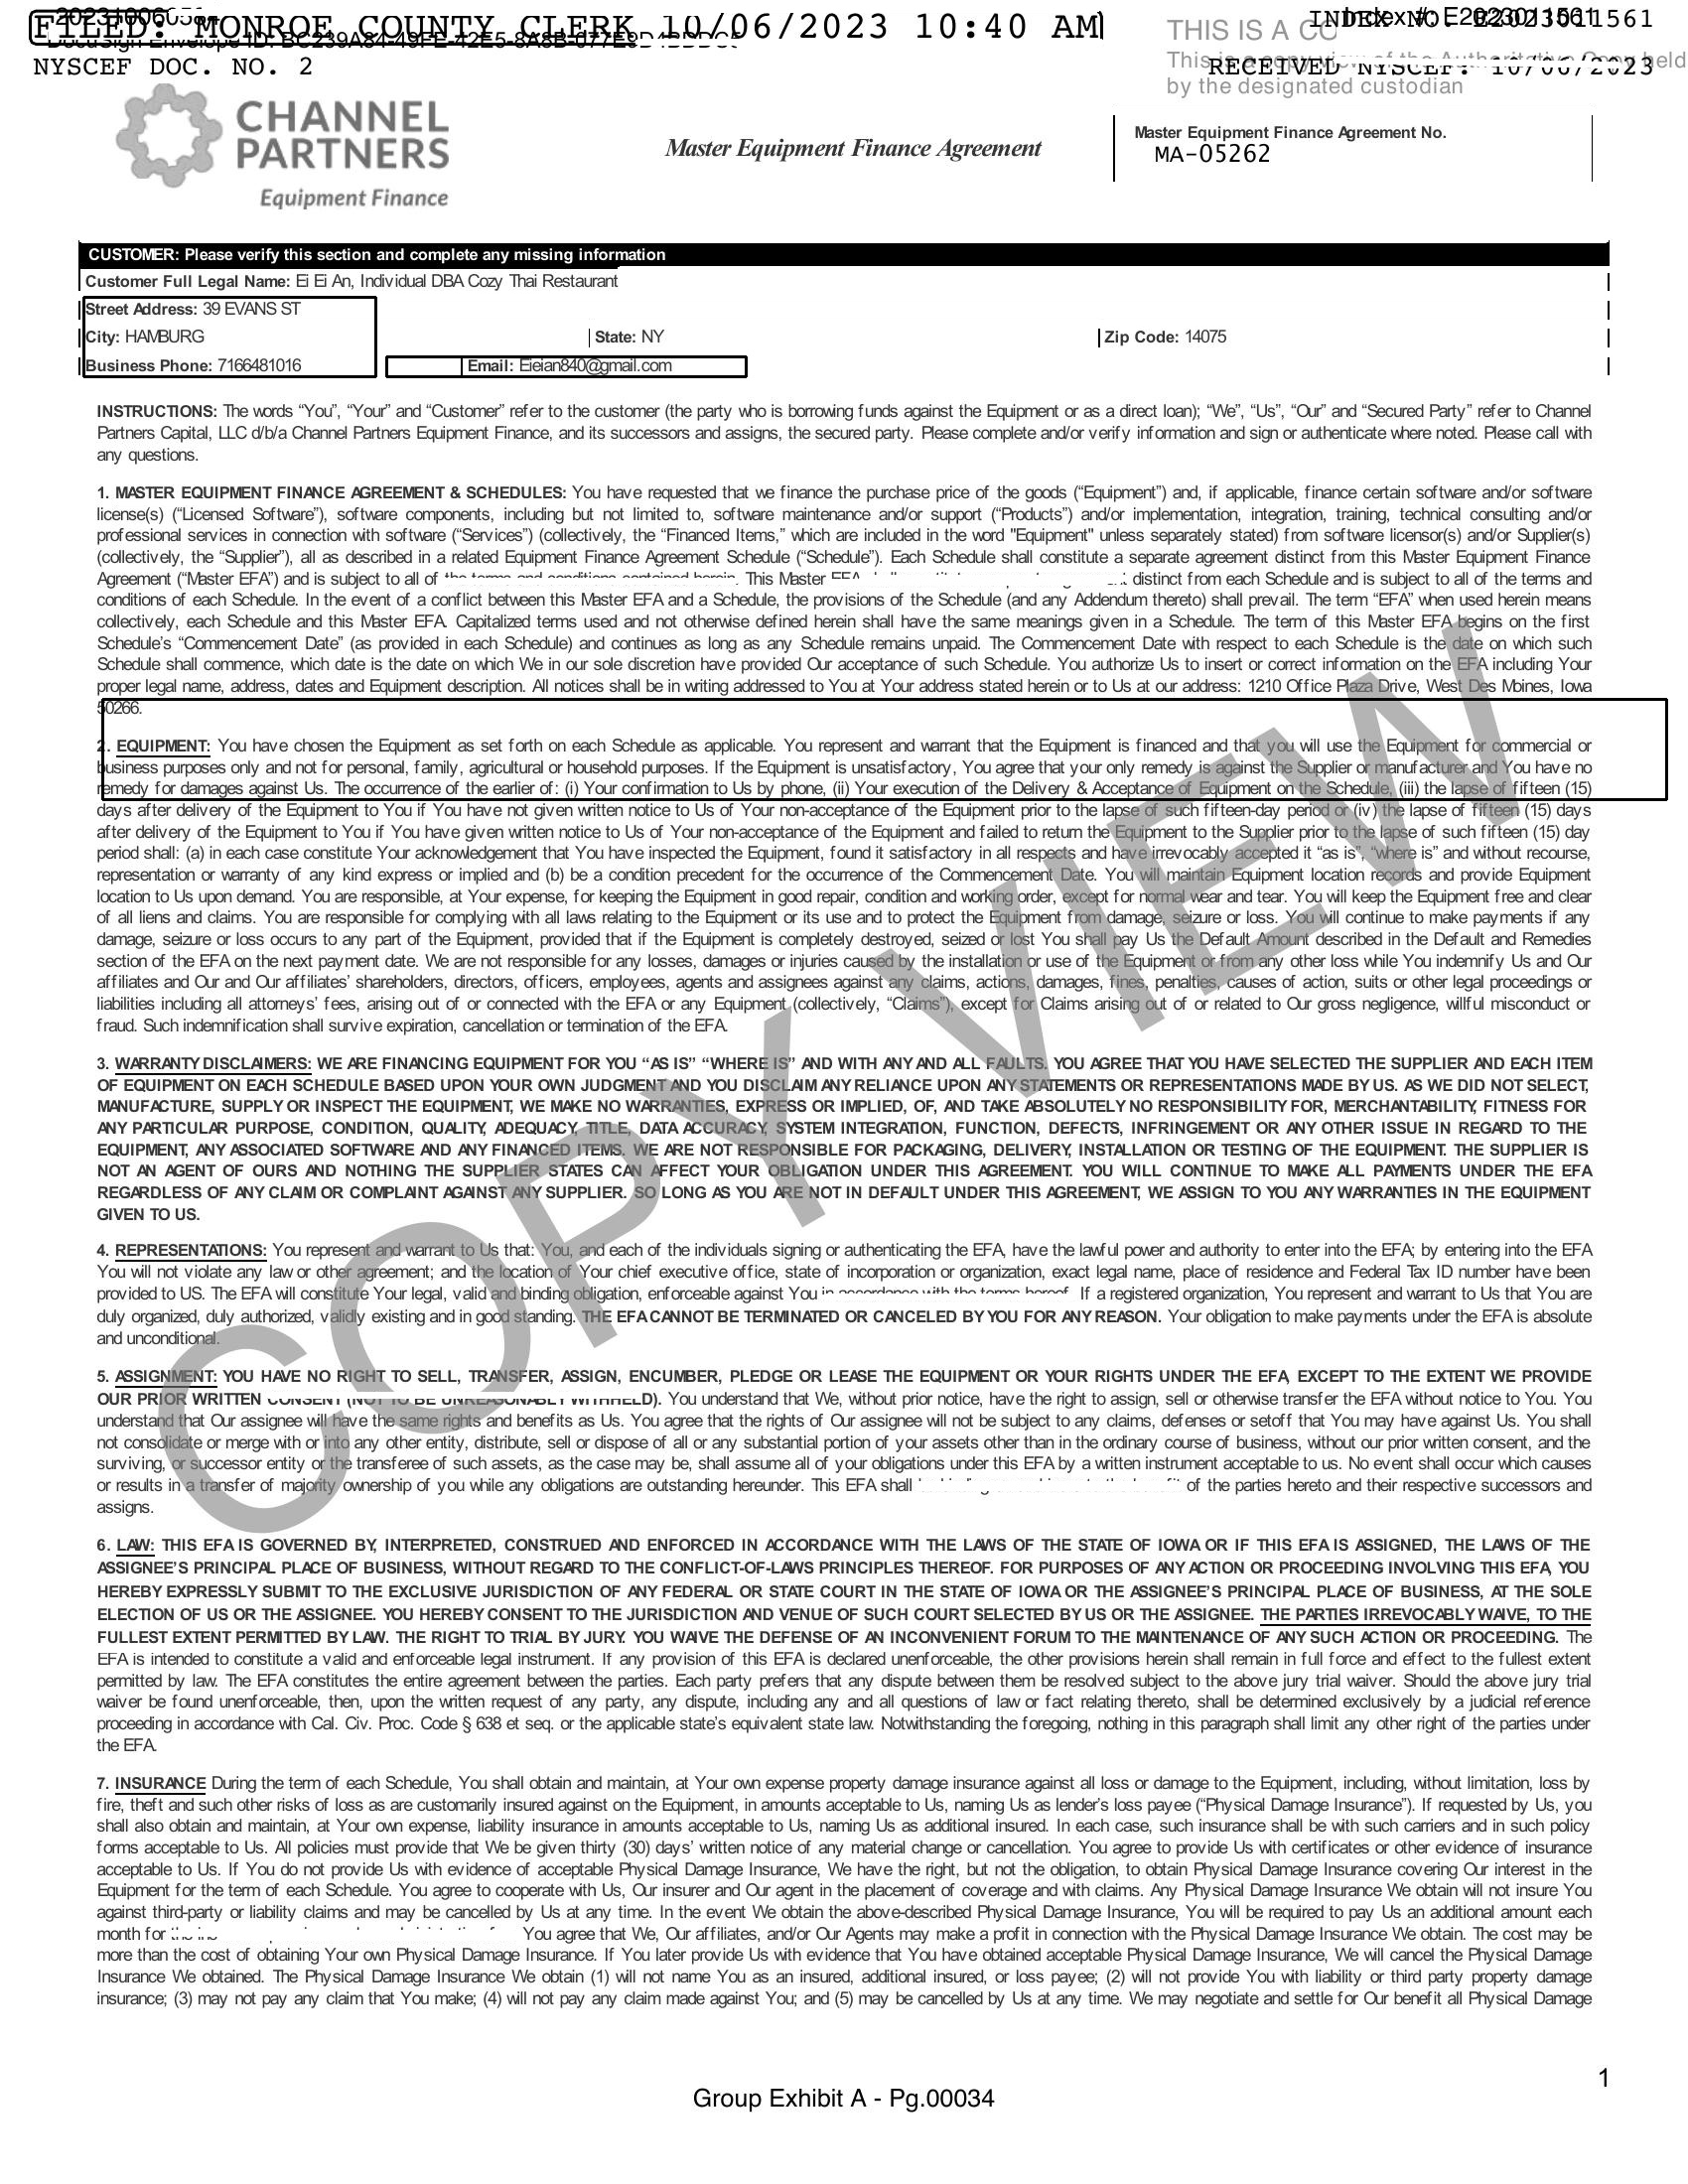 FILED: MONROE COUNTY CLERK 10/06/2023 10:40 AM
INDEX NO. E2023011561
NYSCEF DOC. NO. 2
RECEIVED NYSCEF: 10/06/2023
THIS IS A
by the designated custodian
CHANNEL
PARTNERS
Equipment Finance
Master Equipment Finance Agreement
Master Equipment Finance Agreement No.
MA-05262
CUSTOMER: Please verify this section and complete any missing information
Customer Full Legal Name: Ei Ei An, Individual DBA Cozy Thai Restaurant
Street Address: 39 EVANS ST
City: HAMBURG State: NY Zip Code: 14075
Business Phone: 7166481016 Email: Eieian840@gmail.com
INSTRUCTIONS: The words “You”, “Your” and “Customer” refer to the customer (the party who is borrowing funds against the Equipment or as a direct loan); “We”, “Us”, “Our” and “Secured Party” refer to Channel
Partners Capital, LLC d/b/a Channel Partners Equipment Finance, and its successors and assigns, the secured party. Please complete and/or verify information and sign or authenticate where noted. Please call with
any questions.
1. MASTER EQUIPMENT FINANCE AGREEMENT & SCHEDULES: You have requested that we finance the purchase price of the goods (“Equipment”) and, if applicable, finance certain software and/or software
license(s) (“Licensed Software”), software components, including but not limited to, software maintenance and/or support (“Products”) and/or implementation, integration, training, technical consulting and/or
professional services in connection with software (“Services”) (collectively, the “Financed Items,” which are included in the word "Equipment" unless separately stated) from software licensor(s) and/or Supplier(s)
(collectively, the “Supplier”), all as described in a related Equipment Finance Agreement Schedule (“Schedule”). Each Schedule shall constitute a separate agreement distinct from this Master Equipment Finance
Agreement (“Master EFA”) and is subject to all of the terms and conditions contained herein. This Master EFA distinct from each Schedule and is subject to all of the terms and
conditions of each Schedule. In the event of a conflict between this Master EFA and a Schedule, the provisions of the Schedule (and any Addendum thereto) shall prevail. The term “EFA” when used herein means
collectively, each Schedule and this Master EFA. Capitalized terms used and not otherwise defined herein shall have the same meanings given in a Schedule. The term of this Master EFA begins on the first
Schedule’s “Commencement Date” (as provided in each Schedule) and continues as long as any Schedule remains unpaid. The Commencement Date with respect to each Schedule is the date on which such
Schedule shall commence, which date is the date on which We in our sole discretion have provided Our acceptance of such Schedule. You authorize Us to insert or correct information on the EFA including Your
proper legal name, address, dates and Equipment description. All notices shall be in writing addressed to You at Your address stated herein or to Us at our address: 1210 Office Plaza Drive, West Des Moines, Iowa
50266.
2. EQUIPMENT: You have chosen the Equipment as set forth on each Schedule as applicable. You represent and warrant that the Equipment is financed and that you will use the Equipment for commercial or
business purposes only and not for personal, family, agricultural or household purposes. If the Equipment is unsatisfactory, You agree that your only remedy is against the Supplier or manufacturer and You have no
remedy for damages against Us. The occurrence of the earlier of: (i) Your confirmation to Us by phone, (ii) Your execution of the Delivery & Acceptance of Equipment on the Schedule, (iii) the lapse of fifteen (15)
days after delivery of the Equipment to You if You have not given written notice to Us of Your non-acceptance of the Equipment prior to the lapse of such fifteen-day period or (iv) the lapse of fifteen (15) days
after delivery of the Equipment to You if You have given written notice to Us of Your non-acceptance of the Equipment and failed to return the Equipment to the Supplier prior to the lapse of such fifteen (15) day
period shall: (a) in each case constitute Your acknowledgement that You have inspected the Equipment, found it satisfactory in all respects and have irrevocably accepted it “as is”, “where is” and without recourse,
representation or warranty of any kind express or implied and (b) be a condition precedent for the occurrence of the Commencement Date. You will maintain Equipment location records and provide Equipment
location to Us upon demand. You are responsible, at Your expense, for keeping the Equipment in good repair, condition and working order, except for normal wear and tear. You will keep the Equipment free and clear
of all liens and claims. You are responsible for complying with all laws relating to the Equipment or its use and to protect the Equipment from damage, seizure or loss. You will continue to make payments if any
damage, seizure or loss occurs to any part of the Equipment, provided that if the Equipment is completely destroyed, seized or lost You shall pay Us the Default Amount described in the Default and Remedies
section of the EFA on the next payment date. We are not responsible for any losses, damages or injuries caused by the installation or use of the Equipment or from any other loss while You indemnify Us and Our
affiliates and Our and Our affiliates’ shareholders, directors, officers, employees, agents and assignees against any claims, actions, damages, fines, penalties, causes of action, suits or other legal proceedings or
liabilities including all attorneys’ fees, arising out of or connected with the EFA or any Equipment (collectively, “Claims”), except for Claims arising out of or related to Our gross negligence, willful misconduct or
fraud. Such indemnification shall survive expiration, cancellation or termination of the EFA.
3. WARRANTY DISCLAIMERS: WE ARE FINANCING EQUIPMENT FOR YOU “AS IS” “WHERE IS” AND WITH ANY AND ALL FAULTS. YOU AGREE THAT YOU HAVE SELECTED THE SUPPLIER AND EACH ITEM
OF EQUIPMENT ON EACH SCHEDULE BASED UPON YOUR OWN JUDGMENT AND YOU DISCLAIM ANY RELIANCE UPON ANY STATEMENTS OR REPRESENTATIONS MADE BY US. AS WE DID NOT SELECT,
MANUFACTURE, SUPPLY OR INSPECT THE EQUIPMENT, WE MAKE NO WARRANTIES, EXPRESS OR IMPLIED, OF, AND TAKE ABSOLUTELY NO RESPONSIBILITY FOR, MERCHANTABILITY, FITNESS FOR
ANY PARTICULAR PURPOSE, CONDITION, QUALITY, ADEQUACY, TITLE, DATA ACCURACY, SYSTEM INTEGRATION, FUNCTION, DEFECTS, INFRINGEMENT OR ANY OTHER ISSUE IN REGARD TO THE
EQUIPMENT, ANY ASSOCIATED SOFTWARE AND ANY FINANCED ITEMS. WE ARE NOT RESPONSIBLE FOR PACKAGING, DELIVERY, INSTALLATION OR TESTING OF THE EQUIPMENT. THE SUPPLIER IS
NOT AN AGENT OF OURS AND NOTHING THE SUPPLIER STATES CAN AFFECT YOUR OBLIGATION UNDER THIS AGREEMENT. YOU WILL CONTINUE TO MAKE ALL PAYMENTS UNDER THE EFA
REGARDLESS OF ANY CLAIM OR COMPLAINT AGAINST ANY SUPPLIER. SO LONG AS YOU ARE NOT IN DEFAULT UNDER THIS AGREEMENT, WE ASSIGN TO YOU ANY WARRANTIES IN THE EQUIPMENT
GIVEN TO US.
4. REPRESENTATIONS: You represent and warrant to Us that: You, and each of the individuals signing or authenticating the EFA, have the lawful power and authority to enter into the EFA; by entering into the EFA
You will not violate any law or other agreement; and the location of Your chief executive office, state of incorporation or organization, exact legal name, place of residence and Federal Tax ID number have been
provided to US. The EFA will constitute Your legal, valid and binding obligation, enforceable against You in accordance with the terms hereof. If a registered organization, You represent and warrant to Us that You are
duly organized, duly authorized, validly existing and in good standing. THE EFA CANNOT BE TERMINATED OR CANCELED BY YOU FOR ANY REASON. Your obligation to make payments under the EFA is absolute
and unconditional.
5. ASSIGNMENT: YOU HAVE NO RIGHT TO SELL, TRANSFER, ASSIGN, ENCUMBER, PLEDGE OR LEASE THE EQUIPMENT OR YOUR RIGHTS UNDER THE EFA, EXCEPT TO THE EXTENT WE PROVIDE
OUR PRIOR WRITTEN CONSENT (NOT TO BE UNREASONABLY WITHHELD). You understand that We, without prior notice, have the right to assign, sell or otherwise transfer the EFA without notice to You. You
understand that Our assignee will have the same rights and benefits as Us. You agree that the rights of Our assignee will not be subject to any claims, defenses or setoff that You may have against Us. You shall
not consolidate or merge with or into any other entity, distribute, sell or dispose of all or any substantial portion of your assets other than in the ordinary course of business, without our prior written consent, and the
surviving, or successor entity or the transferee of such assets, as the case may be, shall assume all of your obligations under this EFA by a written instrument acceptable to us. No event shall occur which causes
or results in a transfer of majority ownership of you while any obligations are outstanding hereunder. This EFA shall of the parties hereto and their respective successors and
assigns.
6. LAW: THIS EFA IS GOVERNED BY, INTERPRETED, CONSTRUED AND ENFORCED IN ACCORDANCE WITH THE LAWS OF THE STATE OF IOWA OR IF THIS EFA IS ASSIGNED, THE LAWS OF THE
ASSIGNEE’S PRINCIPAL PLACE OF BUSINESS, WITHOUT REGARD TO THE CONFLICT-OF-LAWS PRINCIPLES THEREOF. FOR PURPOSES OF ANY ACTION OR PROCEEDING INVOLVING THIS EFA, YOU
HEREBY EXPRESSLY SUBMIT TO THE EXCLUSIVE JURISDICTION OF ANY FEDERAL OR STATE COURT IN THE STATE OF IOWA OR THE ASSIGNEE’S PRINCIPAL PLACE OF BUSINESS, AT THE SOLE
ELECTION OF US OR THE ASSIGNEE. YOU HEREBY CONSENT TO THE JURISDICTION AND VENUE OF SUCH COURT SELECTED BY US OR THE ASSIGNEE. THE PARTIES IRREVOCABLY WAIVE, TO THE
FULLEST EXTENT PERMITTED BY LAW. THE RIGHT TO TRIAL BY JURY. YOU WAIVE THE DEFENSE OF AN INCONVENIENT FORUM TO THE MAINTENANCE OF ANY SUCH ACTION OR PROCEEDING. The
EFA is intended to constitute a valid and enforceable legal instrument. If any provision of this EFA is declared unenforceable, the other provisions herein shall remain in full force and effect to the fullest extent
permitted by law. The EFA constitutes the entire agreement between the parties. Each party prefers that any dispute between them be resolved subject to the above jury trial waiver. Should the above jury trial
waiver be found unenforceable, then, upon the written request of any party, any dispute, including any and all questions of law or fact relating thereto, shall be determined exclusively by a judicial reference
proceeding in accordance with Cal. Civ. Proc. Code § 638 et seq. or the applicable state’s equivalent state law. Notwithstanding the foregoing, nothing in this paragraph shall limit any other right of the parties under
the EFA.
7. INSURANCE During the term of each Schedule, You shall obtain and maintain, at Your own expense property damage insurance against all loss or damage to the Equipment, including, without limitation, loss by
fire, theft and such other risks of loss as are customarily insured against on the Equipment, in amounts acceptable to Us, naming Us as lender’s loss payee (“Physical Damage Insurance”). If requested by Us, you
shall also obtain and maintain, at Your own expense, liability insurance in amounts acceptable to Us, naming Us as additional insured. In each case, such insurance shall be with such carriers and in such policy
forms acceptable to Us. All policies must provide that We be given thirty (30) days’ written notice of any material change or cancellation. You agree to provide Us with certificates or other evidence of insurance
acceptable to Us. If You do not provide Us with evidence of acceptable Physical Damage Insurance, We have the right, but not the obligation, to obtain Physical Damage Insurance covering Our interest in the
Equipment for the term of each Schedule. You agree to cooperate with Us, Our insurer and Our agent in the placement of coverage and with claims. Any Physical Damage Insurance We obtain will not insure You
against third-party or liability claims and may be cancelled by Us at any time. In the event We obtain the above-described Physical Damage Insurance, You will be required to pay Us an additional amount each
month for You agree that We, Our affiliates, and/or Our Agents may make a profit in connection with the Physical Damage Insurance We obtain. The cost may be
more than the cost of obtaining Your own Physical Damage Insurance. If You later provide Us with evidence that You have obtained acceptable Physical Damage Insurance, We will cancel the Physical Damage
Insurance We obtained. The Physical Damage Insurance We obtain (1) will not name You as an insured, additional insured, or loss payee; (2) will not provide You with liability or third party property damage
insurance; (3) may not pay any claim that You make; (4) will not pay any claim made against You; and (5) may be cancelled by Us at any time. We may negotiate and settle for Our benefit all Physical Damage
COPY VIEW
1
Group Exhibit A - Pg.00034